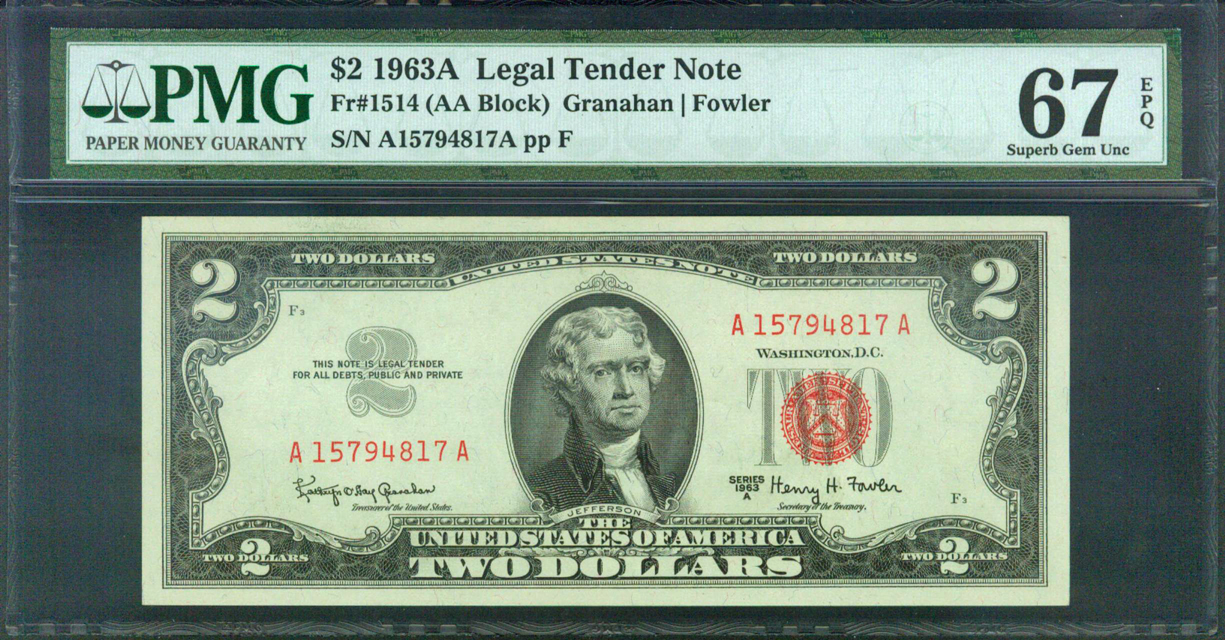 PMG
PAPER MONEY GUARANTY
$2 1963A Legal Tender Note
Fr#1514 (AA Block) Granahan | Fowler
S/N A15794817A pp F
67
EPQ
Superb Gem Unc
TWO DOLLARS
UNITED STATES NOTE
TWO DOLLARS
2
2
F3
A 15794817 A
WASHINGTON, D.C.
2
THIS NOTE IS LEGAL TENDER
FOR ALL DEBTS, PUBLIC AND PRIVATE
TWO
A 15794817 A
Kathryn O'Hay Granahan
Treasurer of the United States.
SERIES
1963
A
Henry H. Fowler
Secretary of the Treasury.
F3
JEFFERSON
THE
UNITED STATES OF AMERICA
TWO DOLLARS
TWO DOLLARS
2
TWO DOLLARS
2